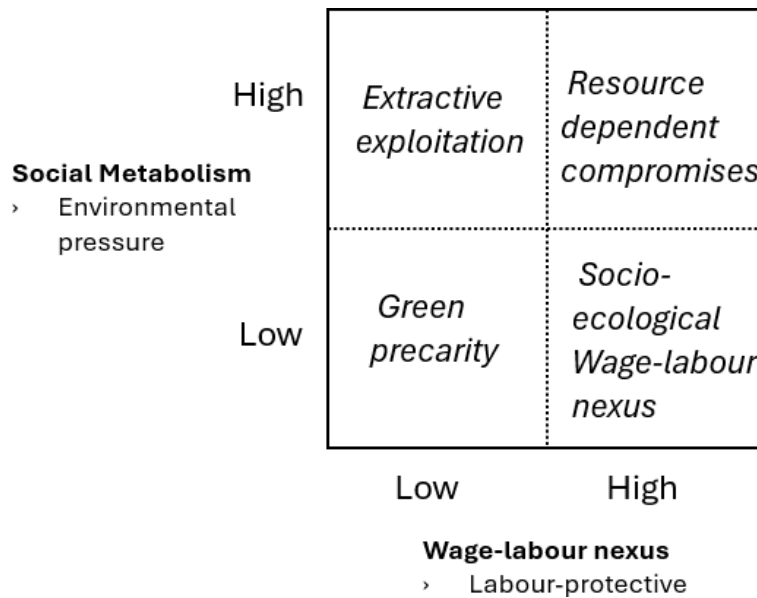 High
Extractive
exploitation
Resource
dependent
compromises
Social Metabolism
› Environmental
pressure
Low
Green
precarity
Socio-
ecological
Wage-labour
nexus
Low High
Wage-labour nexus
› Labour-protective